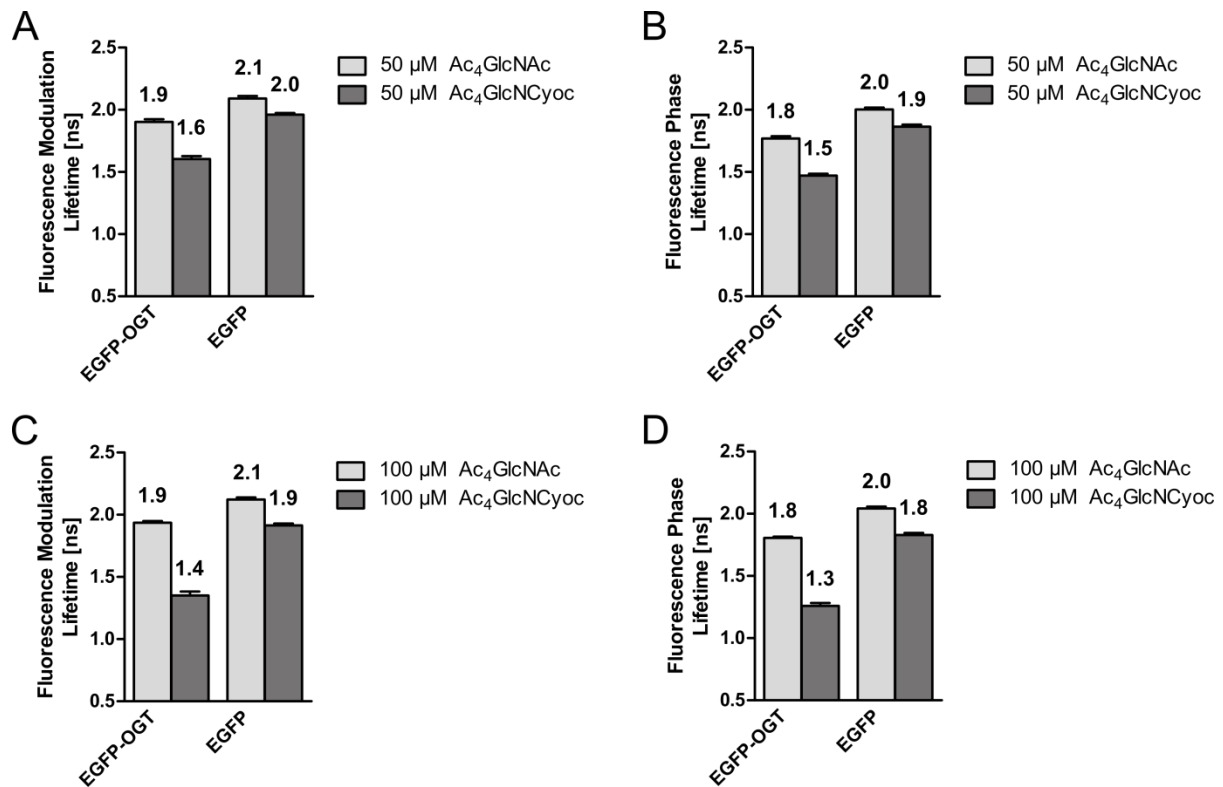 A
Fluorescence Modulation
Lifetime [ns]
2.5
2.0
1.5
1.0
0.5
1.9
1.6
2.1
2.0
EGFP-OGT
EGFP
50 µM Ac₄GlcNAc
50 µM Ac₄GlcNCyoc
B
Fluorescence Phase
Lifetime [ns]
2.5
2.0
1.5
1.0
0.5
1.8
1.5
2.0
1.9
EGFP-OGT
EGFP
50 µM Ac₄GlcNAc
50 µM Ac₄GlcNCyoc
C
Fluorescence Modulation
Lifetime [ns]
2.5
2.0
1.5
1.0
0.5
1.9
1.4
2.1
1.9
EGFP-OGT
EGFP
100 µM Ac₄GlcNAc
100 µM Ac₄GlcNCyoc
D
Fluorescence Phase
Lifetime [ns]
2.5
2.0
1.5
1.0
0.5
1.8
1.3
2.0
1.8
EGFP-OGT
EGFP
100 µM Ac₄GlcNAc
100 µM Ac₄GlcNCyoc